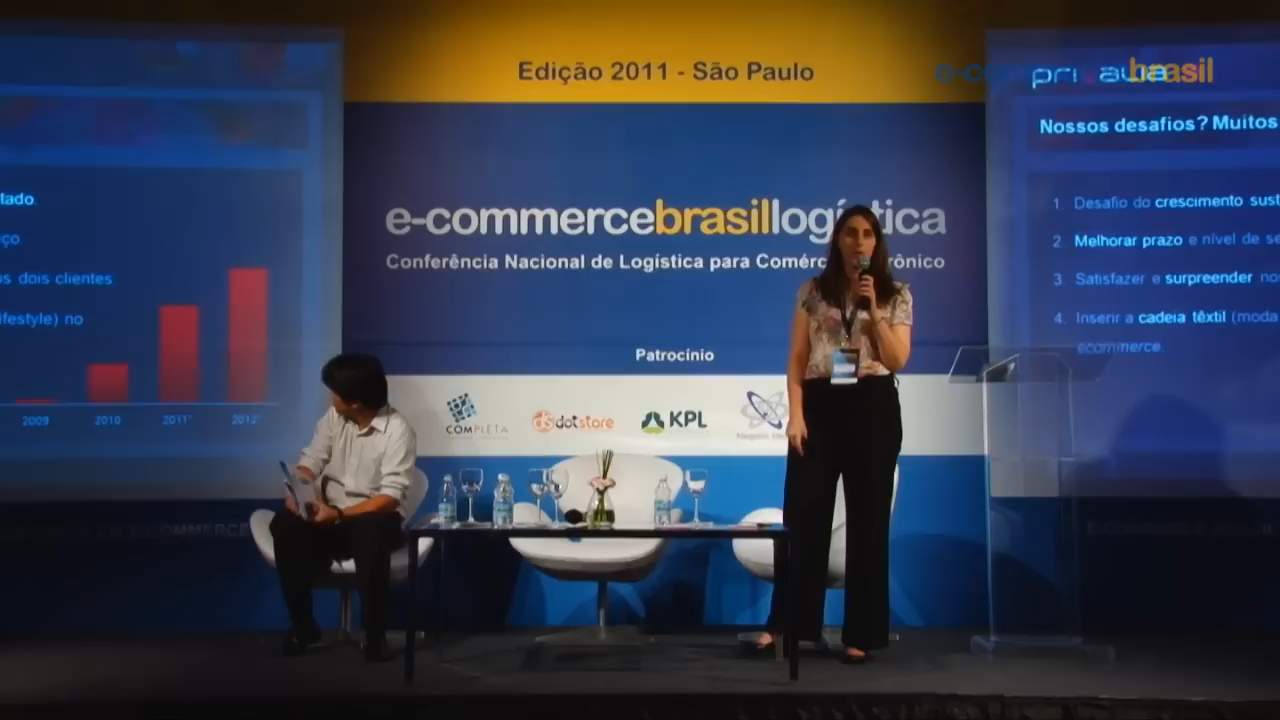 Edição 2011 - São Paulo
e-commercebrasillogística
Conferência Nacional de Logística para Comércio Eletrônico
Patrocínio
COMPLETA
dotstore
KPL
tado.
ço
s dois clientes
ifestyle) no
2009
2010
2011*
2012*
brasil
Nossos desafios? Muitos
1. Desafio do crescimento sust
2. Melhorar prazo e nível de se
3. Satisfazer e surpreender no
4. Inserir a cadeia têxtil (moda
ecommerce.